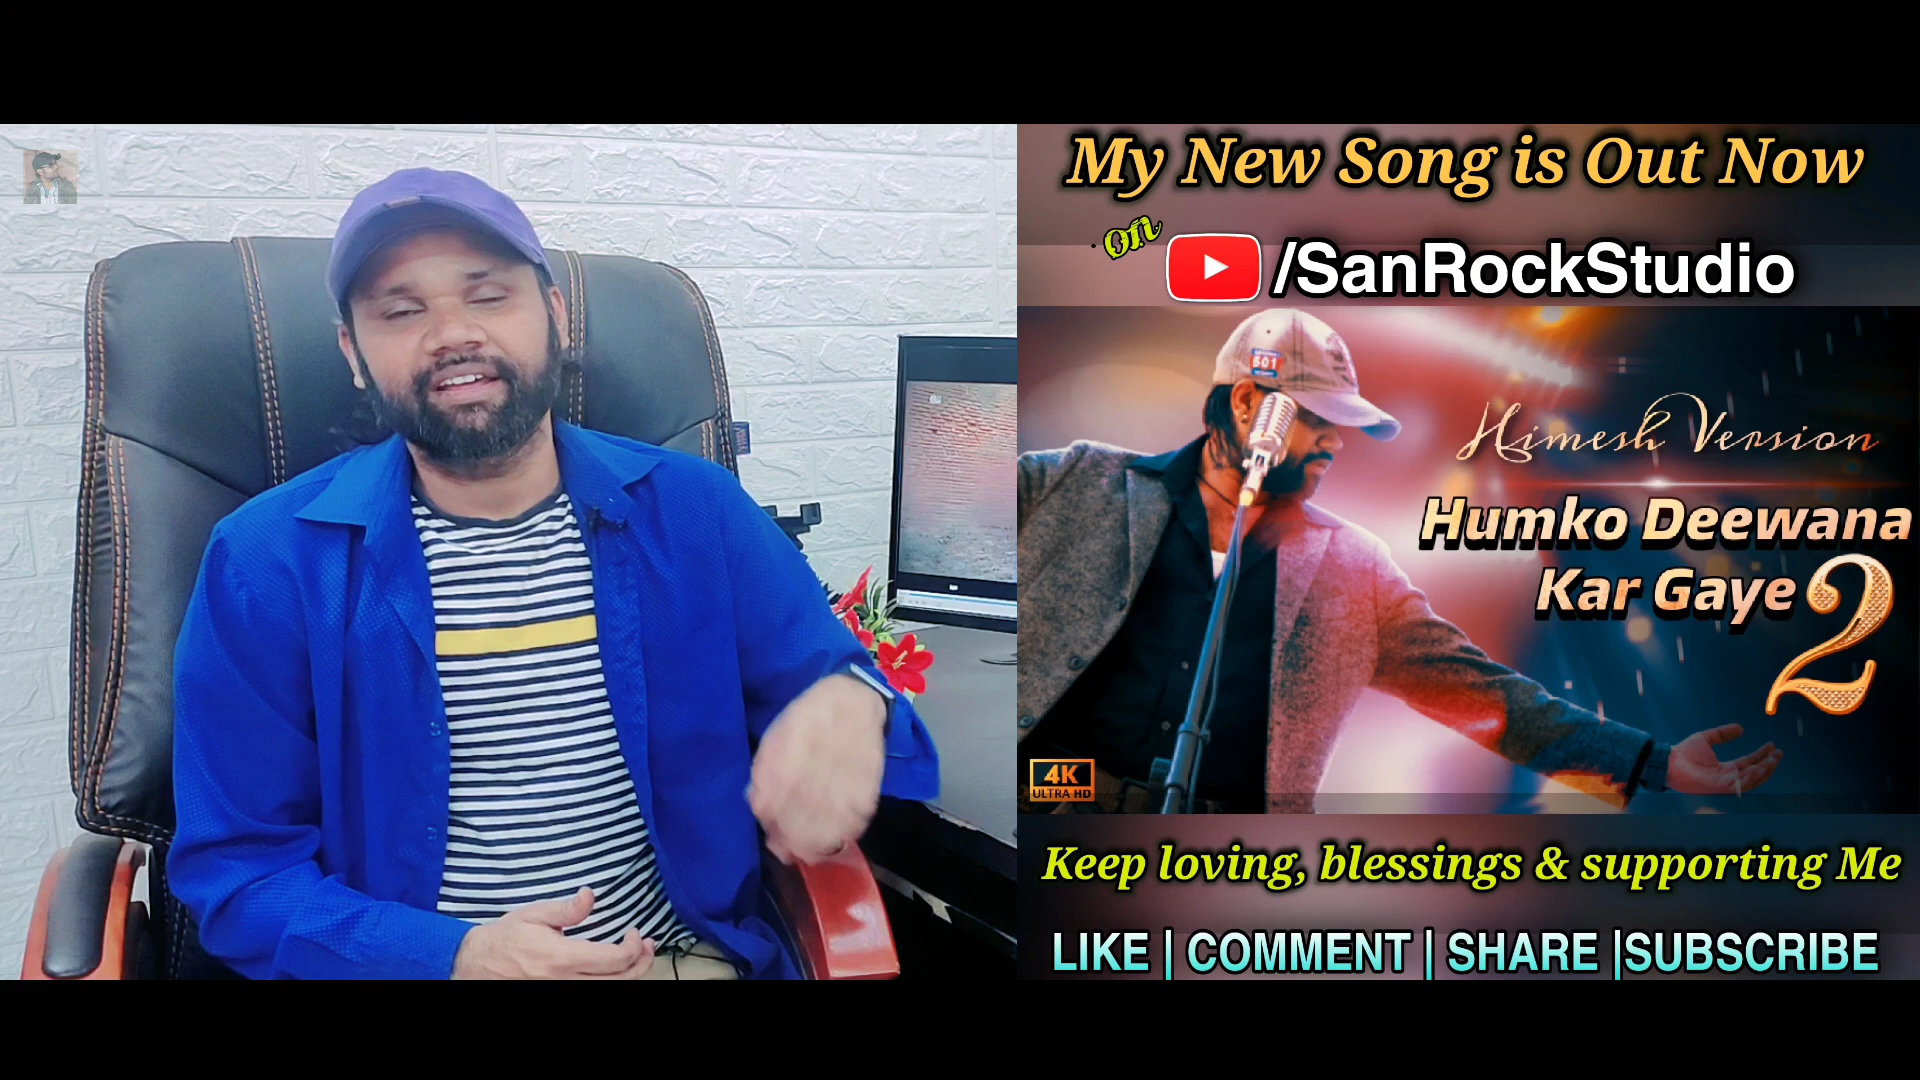 My New Song is Out Now
on
/SanRockStudio
601
Himesh Version
Humko Deewana
Kar Gaye 2
4K
ULTRA HD
Keep loving, blessings & supporting Me
LIKE | COMMENT | SHARE |SUBSCRIBE